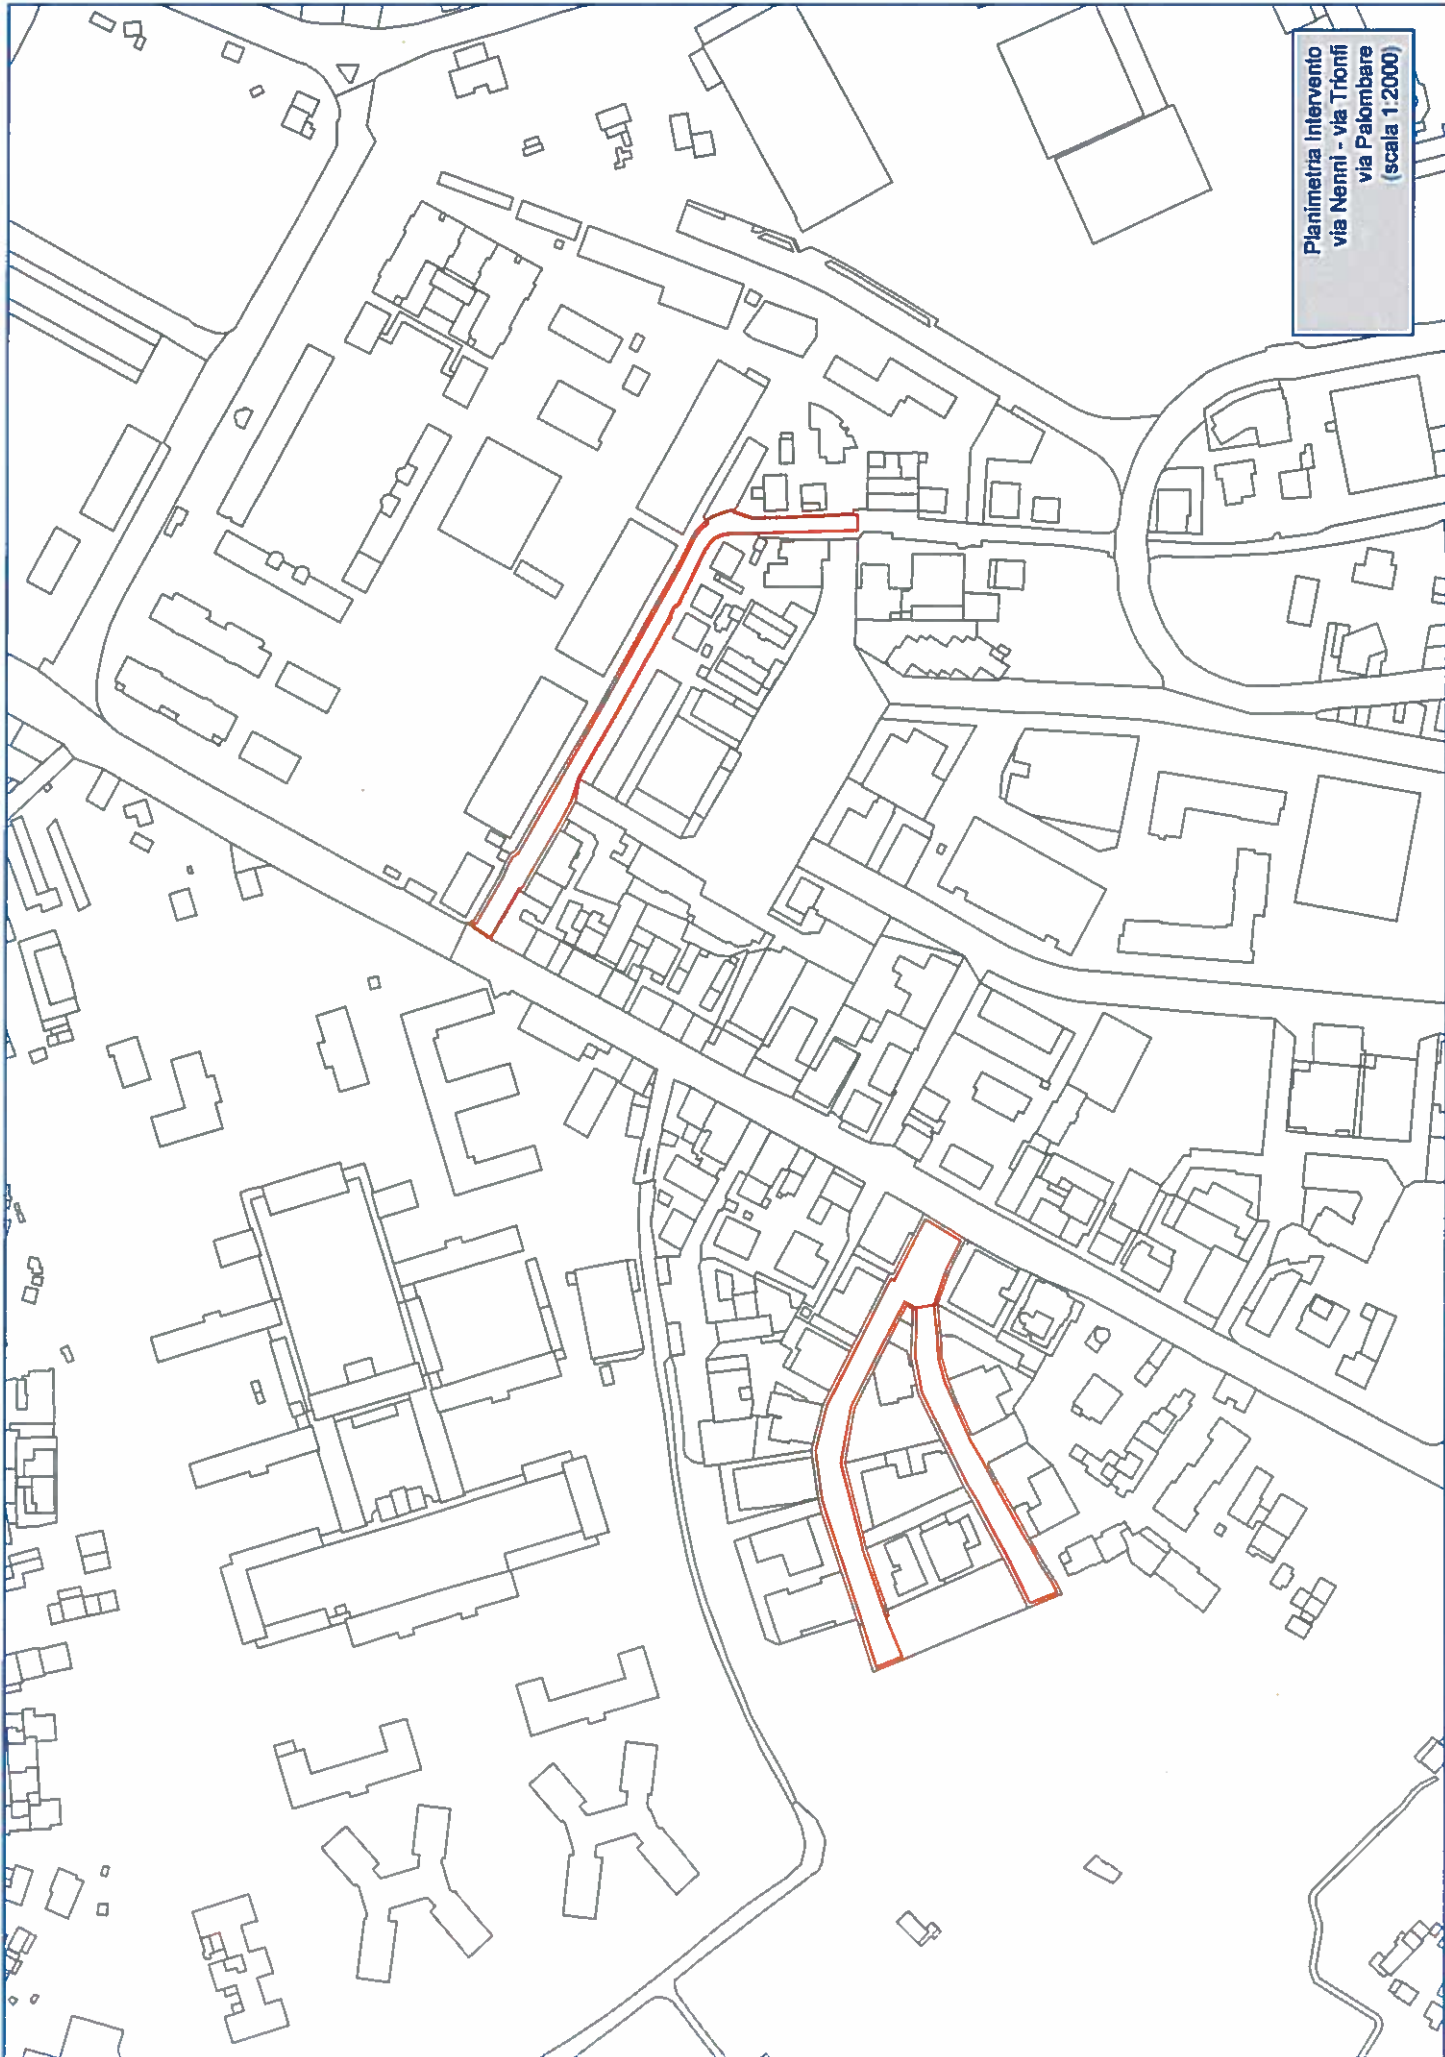 Planimetria Intervento
via Nenni - via Trionfi
via Palombare
(scala 1:2000)